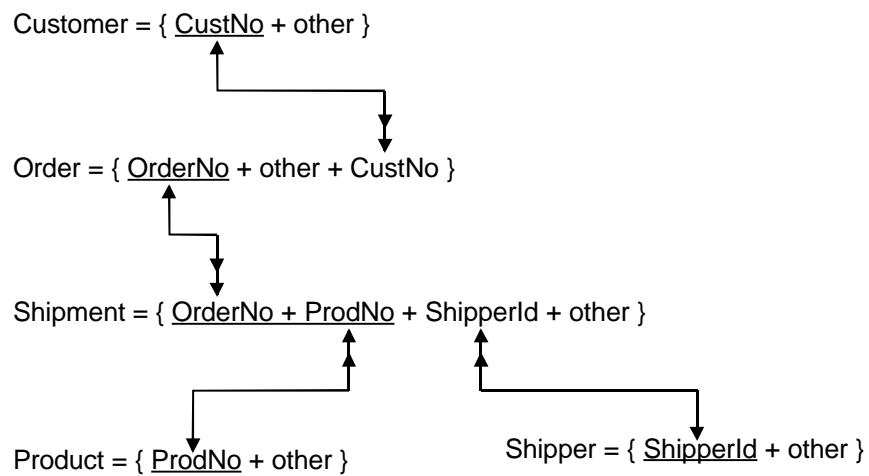 Customer = { CustNo + other }
Order = { OrderNo + other + CustNo }
Shipment = { OrderNo + ProdNo + ShipperId + other }
Product = { ProdNo + other }
Shipper = { ShipperId + other }